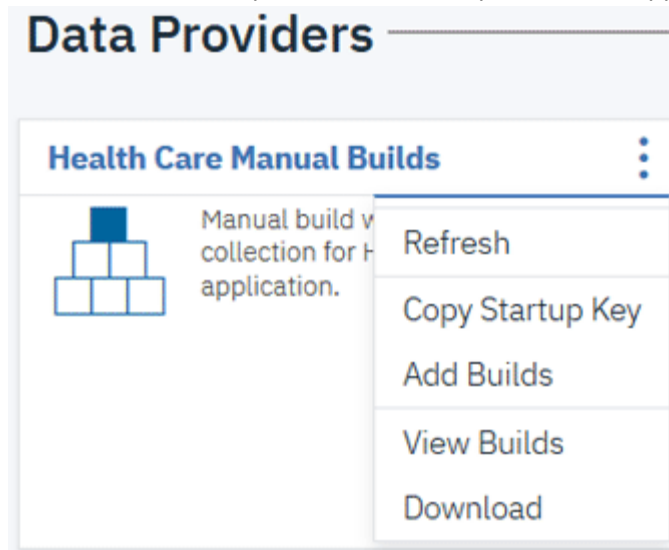 Data Providers
Health Care Manual Builds
Manual build
collection for
application.
Refresh
Copy Startup Key
Add Builds
View Builds
Download